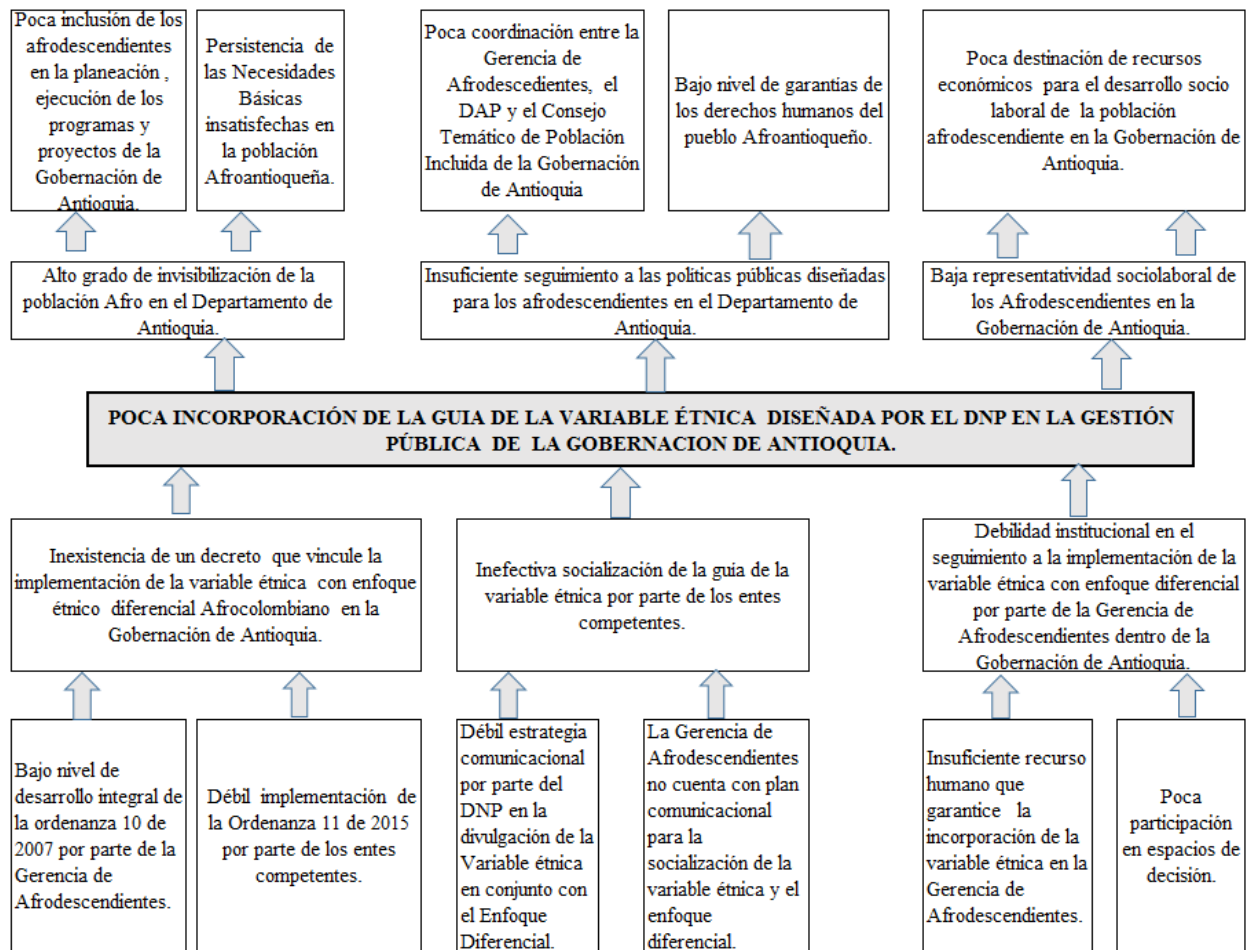 Poca inclusión de los
afrodescendientes
en la planeación ,
ejecución de los
programas y
proyectos de la
Gobernación de
Antioquia.
Persistencia de
las Necesidades
Básicas
insatisfechas en
la población
Afroantioqueña.
Poca coordinación entre la
Gerencia de
Afrodescedientes, el
DAP y el Consejo
Temático de Población
Incluida de la Gobernación
de Antioquia
Bajo nivel de garantías de
los derechos humanos del
pueblo Afroantioqueño.
Poca destinación de recursos
económicos para el desarrollo socio
laboral de la población
afrodescendiente en la Gobernación de
Antioquia.
Alto grado de invisibilización de la
población Afro en el Departamento de
Antioquia.
Insuficiente seguimiento a las políticas públicas diseñadas
para los afrodescendientes en el Departamento de
Antioquia.
Baja representatividad sociolaboral de
los Afrodescendientes en la
Gobernación de Antioquia.
POCA INCORPORACIÓN DE LA GUIA DE LA VARIABLE ÉTNICA DISEÑADA POR EL DNP EN LA GESTIÓN
PÚBLICA DE LA GOBERNACION DE ANTIOQUIA.
Inexistencia de un decreto que vincule la
implementación de la variable étnica con enfoque
étnico diferencial Afrocolombiano en la
Gobernación de Antioquia.
Inefectiva socialización de la guía de la
variable étnica por parte de los entes
competentes.
Debilidad institucional en el
seguimiento a la implementación de la
variable étnica con enfoque diferencial
por parte de la Gerencia de
Afrodescendientes dentro de la
Gobernación de Antioquia.
Bajo nivel de
desarrollo integral de
la ordenanza 10 de
2007 por parte de la
Gerencia de
Afrodescendientes.
Débil implementación de
la Ordenanza 11 de 2015
por parte de los entes
competentes.
Débil estrategia
comunicacional
por parte del
DNP en la
divulgación de la
Variable étnica
en conjunto con
el Enfoque
Diferencial.
La Gerencia de
Afrodescendientes
no cuenta con plan
comunicacional
para la
socialización de la
variable étnica y el
enfoque
diferencial.
Insuficiente recurso
humano que
garantice la
incorporación de la
variable étnica en la
Gerencia de
Afrodescendientes.
Poca
participación
en espacios de
decisión.